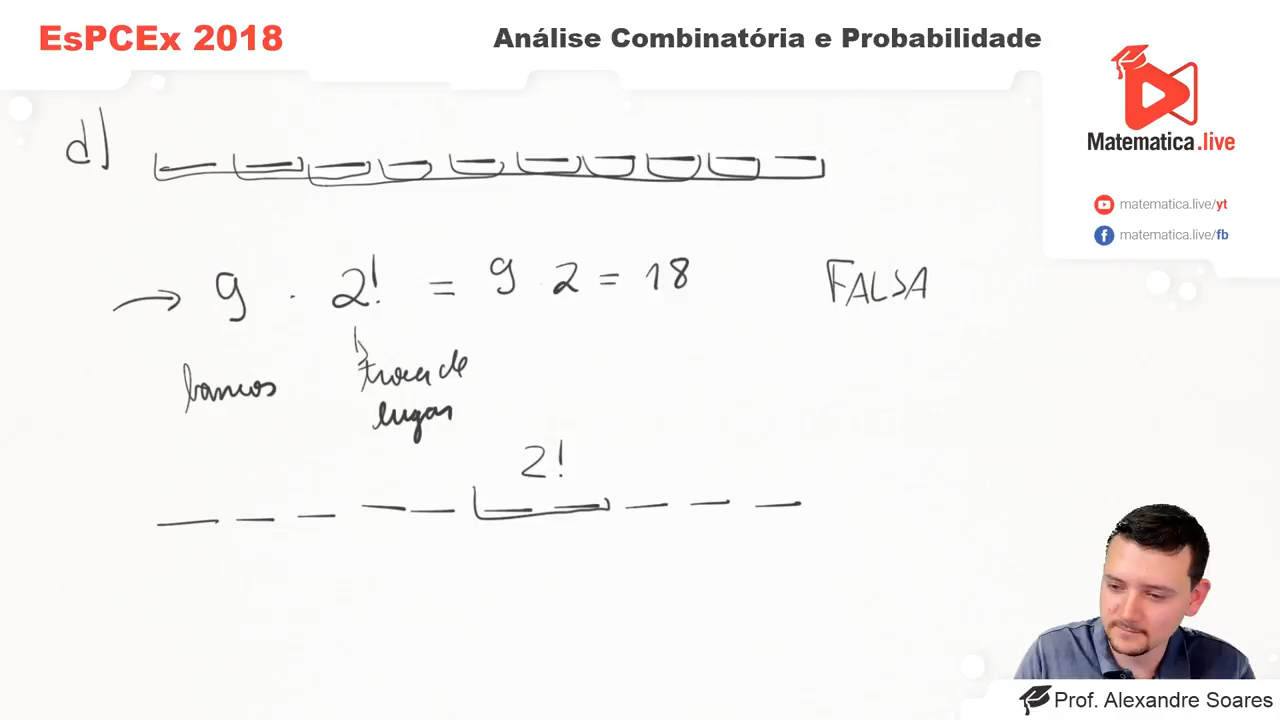 EsPCEx 2018
Análise Combinatória e Probabilidade
Matematica.live
matematica.live/yt
matematica.live/fb
d)
9 · 2! = 9 · 2 = 18 FALSA
bancos
troca de
lugar
2!
Prof. Alexandre Soares